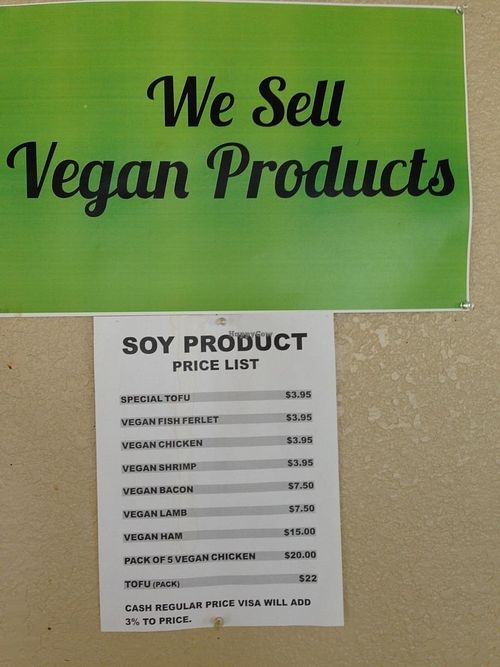 We Sell
Vegan Products
HappyCow
SOY PRODUCT
PRICE LIST
SPECIAL TOFU $3.95
VEGAN FISH FERLET $3.95
VEGAN CHICKEN $3.95
VEGAN SHRIMP $3.95
VEGAN BACON $7.50
VEGAN LAMB $7.50
VEGAN HAM $15.00
PACK OF 5 VEGAN CHICKEN $20.00
TOFU (PACK) $22
CASH REGULAR PRICE VISA WILL ADD
3% TO PRICE.